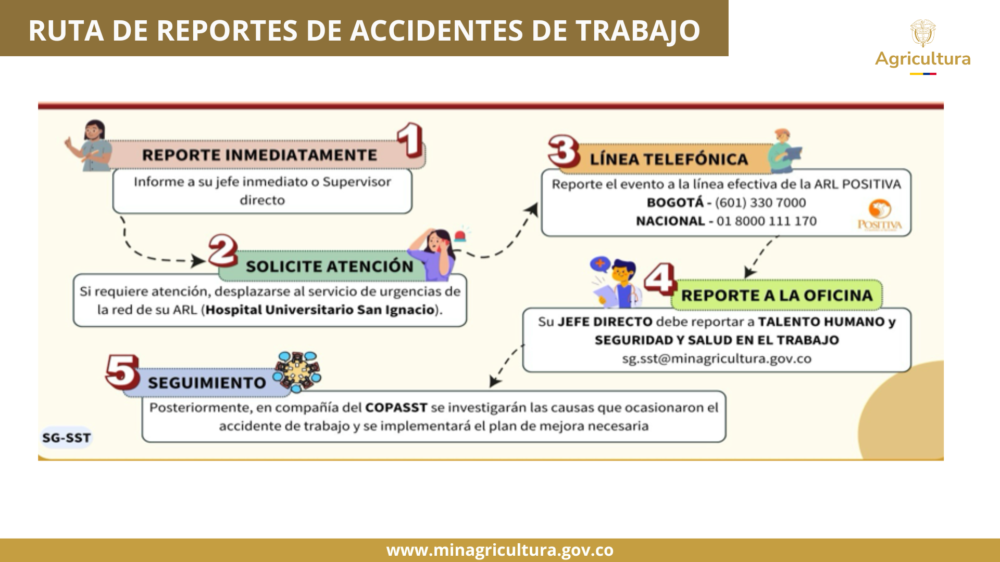 RUTA DE REPORTES DE ACCIDENTES DE TRABAJO
Agricultura
1
REPORTE INMEDIATAMENTE
Informe a su jefe inmediato o Supervisor
directo
2
SOLICITE ATENCIÓN
Si requiere atención, desplazarse al servicio de urgencias de
la red de su ARL (Hospital Universitario San Ignacio).
3
LÍNEA TELEFÓNICA
Reporte el evento a la línea efectiva de la ARL POSITIVA
BOGOTÁ - (601) 330 7000
NACIONAL - 01 8000 111 170
POSITIVA
4
REPORTE A LA OFICINA
Su JEFE DIRECTO debe reportar a TALENTO HUMANO y
SEGURIDAD Y SALUD EN EL TRABAJO
sg.sst@minagricultura.gov.co
5
SEGUIMIENTO
Posteriormente, en compañía del COPASST se investigarán las causas que ocasionaron el
accidente de trabajo y se implementará el plan de mejora necesaria
SG-SST
www.minagricultura.gov.co